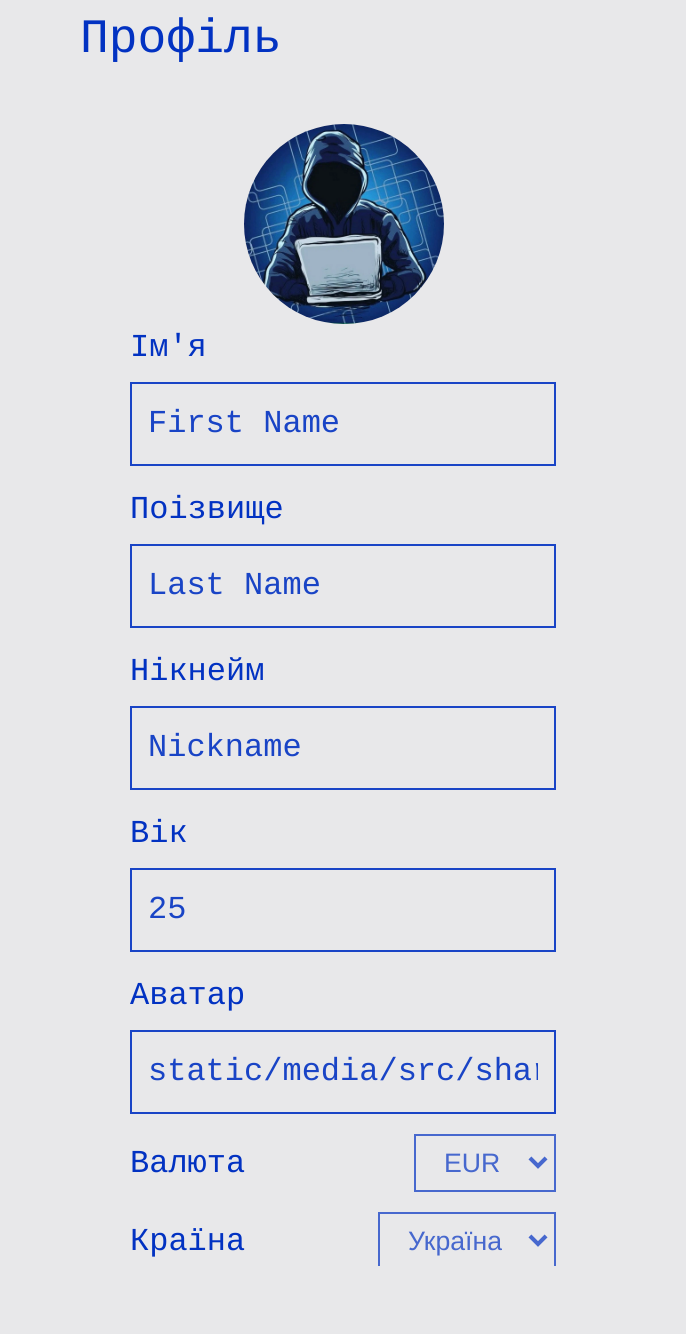 Профіль
Ім'я
First Name
Поізвище
Last Name
Нікнейм
Nickname
Вік
25
Аватар
static/media/src/shar
Валюта EUR
Країна Україна